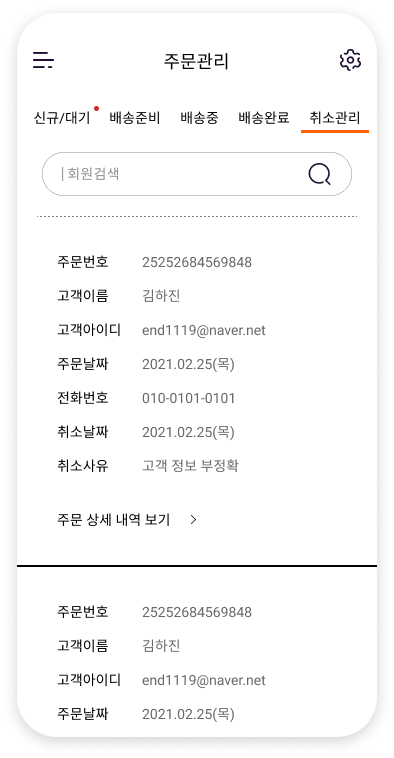 주문관리
신규/대기 배송준비 배송중 배송완료 취소관리
| 회원검색
주문번호 25252684569848
고객이름 김하진
고객아이디 end1119@naver.net
주문날짜 2021.02.25(목)
전화번호 010-0101-0101
취소날짜 2021.02.25(목)
취소사유 고객 정보 부정확
주문 상세 내역 보기 >
주문번호 25252684569848
고객이름 김하진
고객아이디 end1119@naver.net
주문날짜 2021.02.25(목)